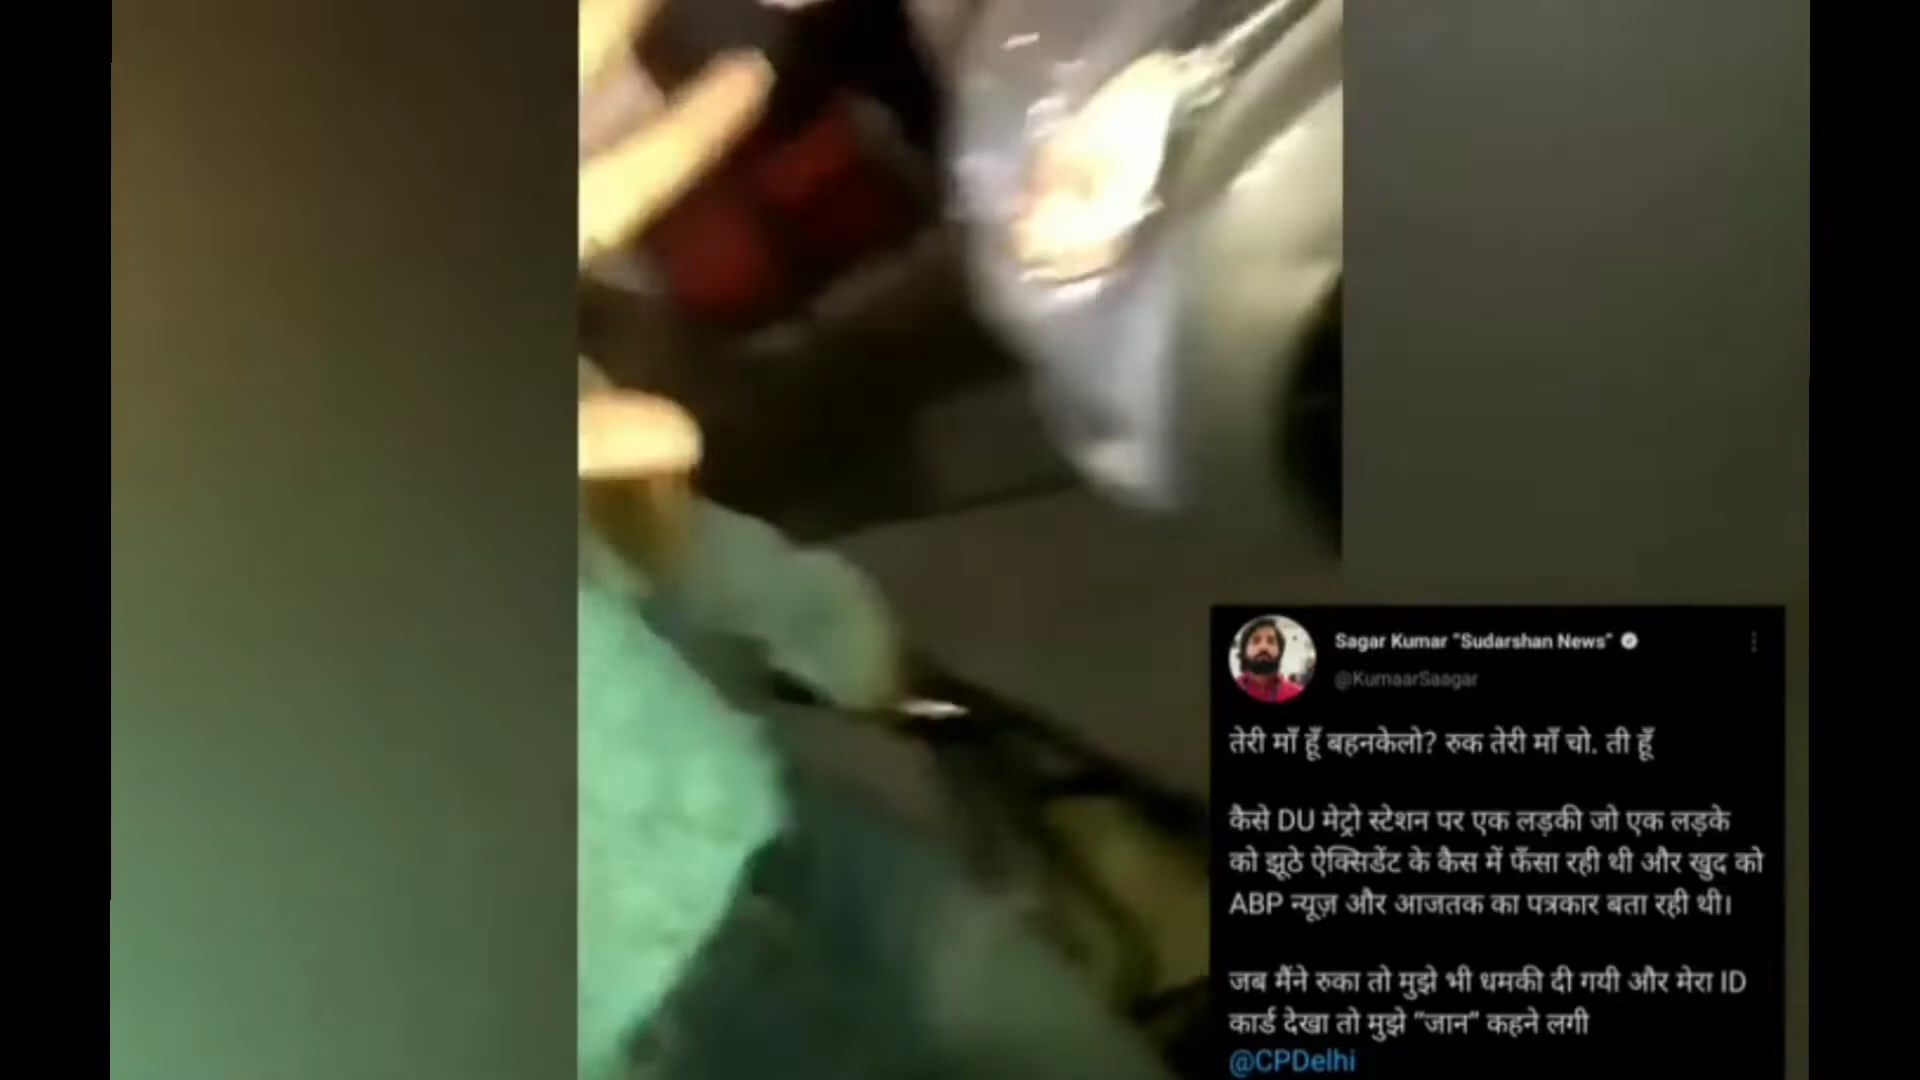 Sagar Kumar "Sudarshan News"
@KumaarSaagar
तेरी माँ हूँ बहनकेलो? रुक तेरी माँ चो. ती हूँ
कैसे DU मेट्रो स्टेशन पर एक लड़की जो एक लड़के
को झूठे ऐक्सिडेंट के कैस में फँसा रही थी और खुद को
ABP न्यूज़ और आजतक का पत्रकार बता रही थी।
जब मैंने रुका तो मुझे भी धमकी दी गयी और मेरा ID
कार्ड देखा तो मुझे "जान" कहने लगी
@CPDelhi